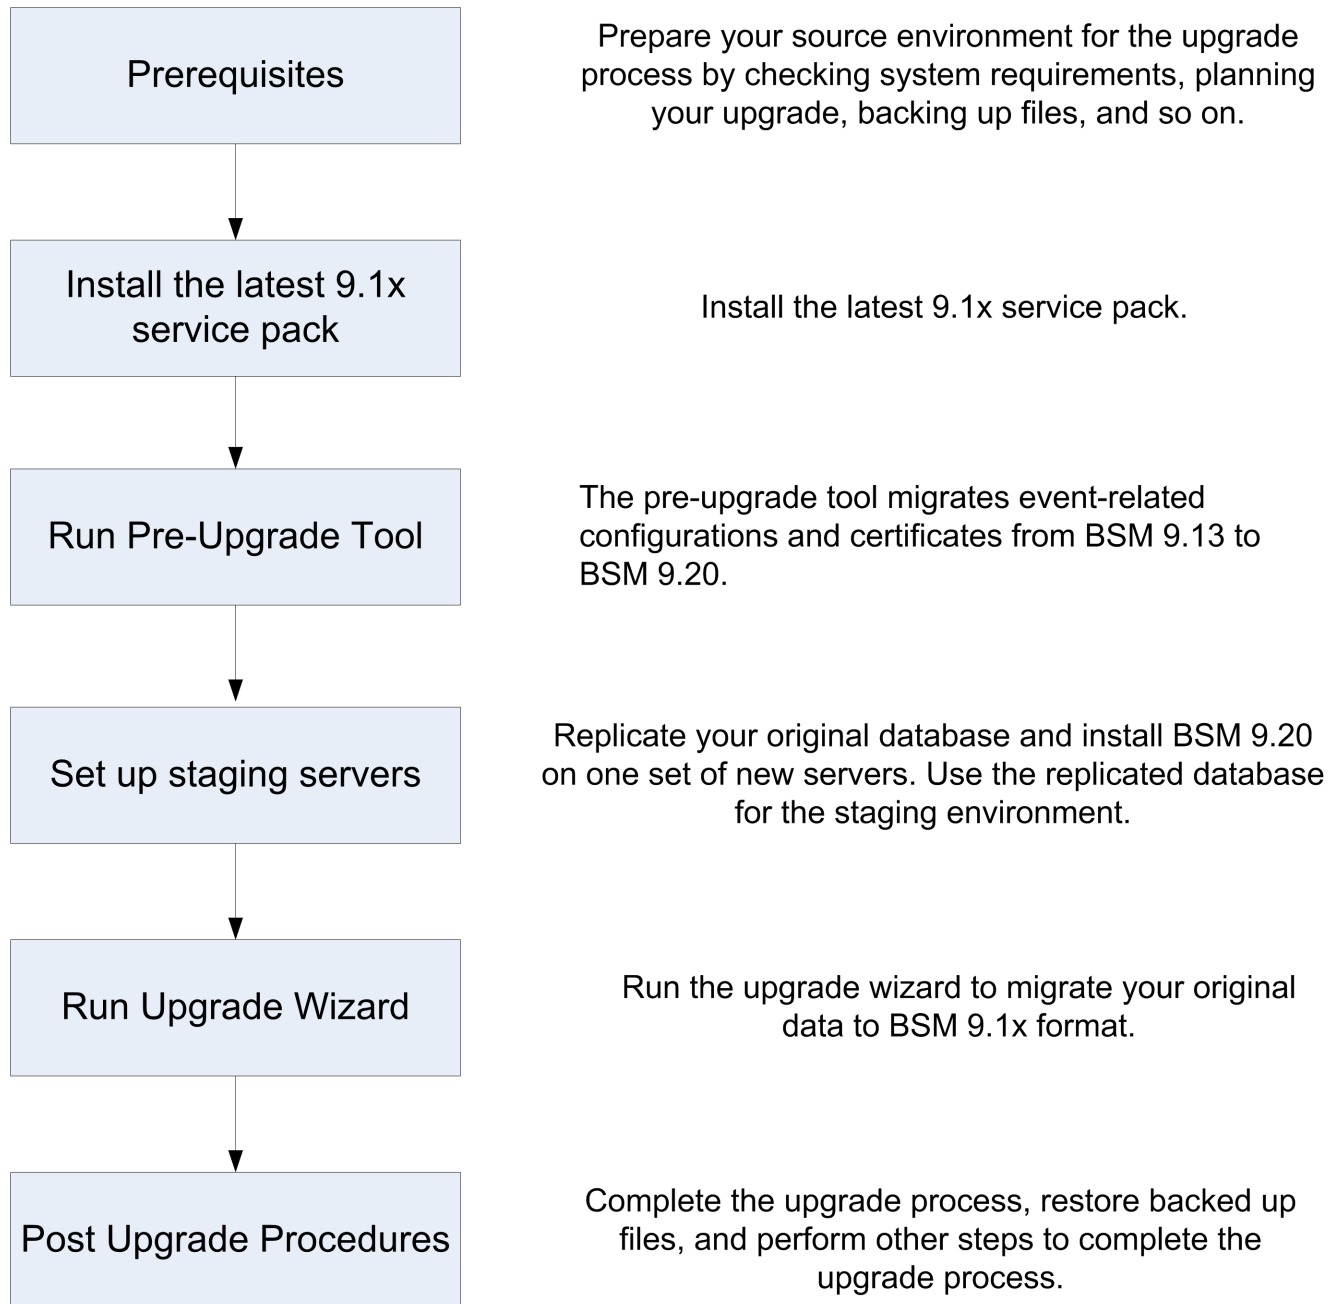 Prerequisites
Prepare your source environment for the upgrade
process by checking system requirements, planning
your upgrade, backing up files, and so on.
Install the latest 9.1x
service pack
Install the latest 9.1x service pack.
Run Pre-Upgrade Tool
The pre-upgrade tool migrates event-related
configurations and certificates from BSM 9.13 to
BSM 9.20.
Set up staging servers
Replicate your original database and install BSM 9.20
on one set of new servers. Use the replicated database
for the staging environment.
Run Upgrade Wizard
Run the upgrade wizard to migrate your original
data to BSM 9.1x format.
Post Upgrade Procedures
Complete the upgrade process, restore backed up
files, and perform other steps to complete the
upgrade process.